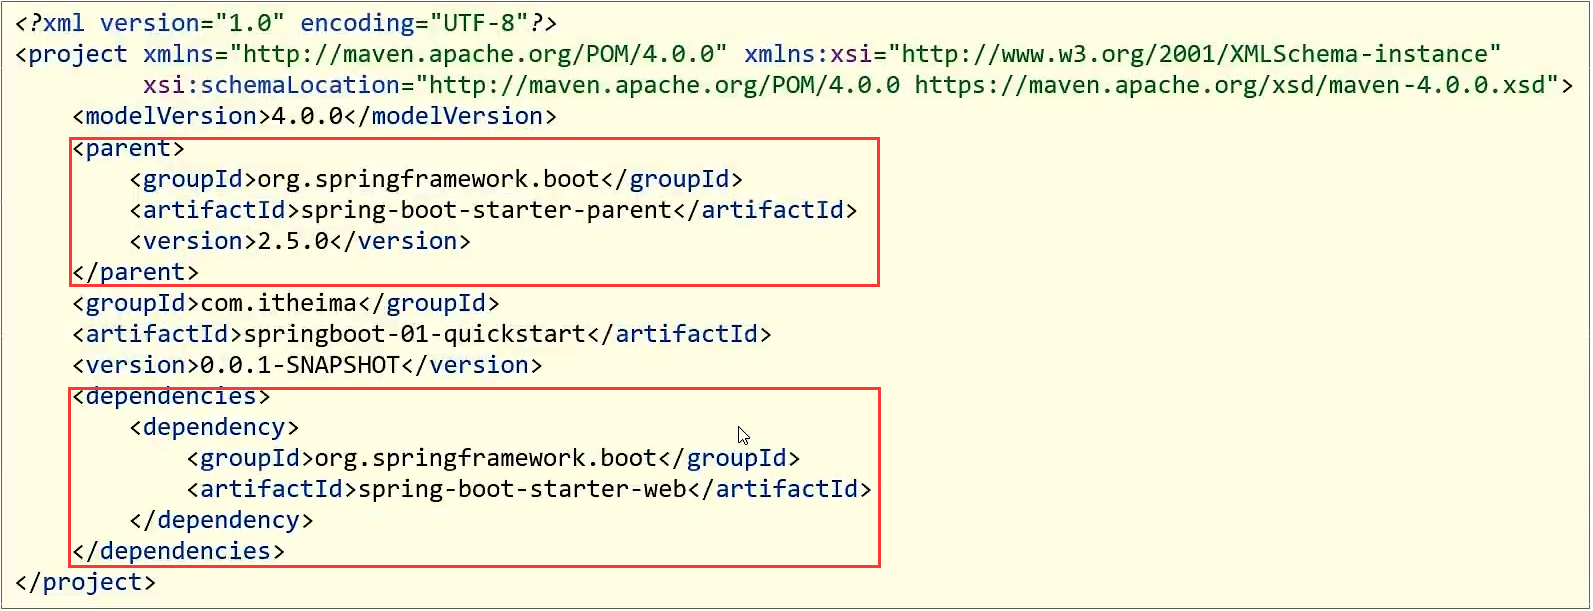 <?xml version="1.0" encoding="UTF-8"?>
<project xmlns="http://maven.apache.org/POM/4.0.0" xmlns:xsi="http://www.w3.org/2001/XMLSchema-instance"
         xsi:schemaLocation="http://maven.apache.org/POM/4.0.0 https://maven.apache.org/xsd/maven-4.0.0.xsd">
    <modelVersion>4.0.0</modelVersion>
    <parent>
        <groupId>org.springframework.boot</groupId>
        <artifactId>spring-boot-starter-parent</artifactId>
        <version>2.5.0</version>
    </parent>
    <groupId>com.itheima</groupId>
    <artifactId>springboot-01-quickstart</artifactId>
    <version>0.0.1-SNAPSHOT</version>
    <dependencies>
        <dependency>
            <groupId>org.springframework.boot</groupId>
            <artifactId>spring-boot-starter-web</artifactId>
        </dependency>
    </dependencies>
</project>